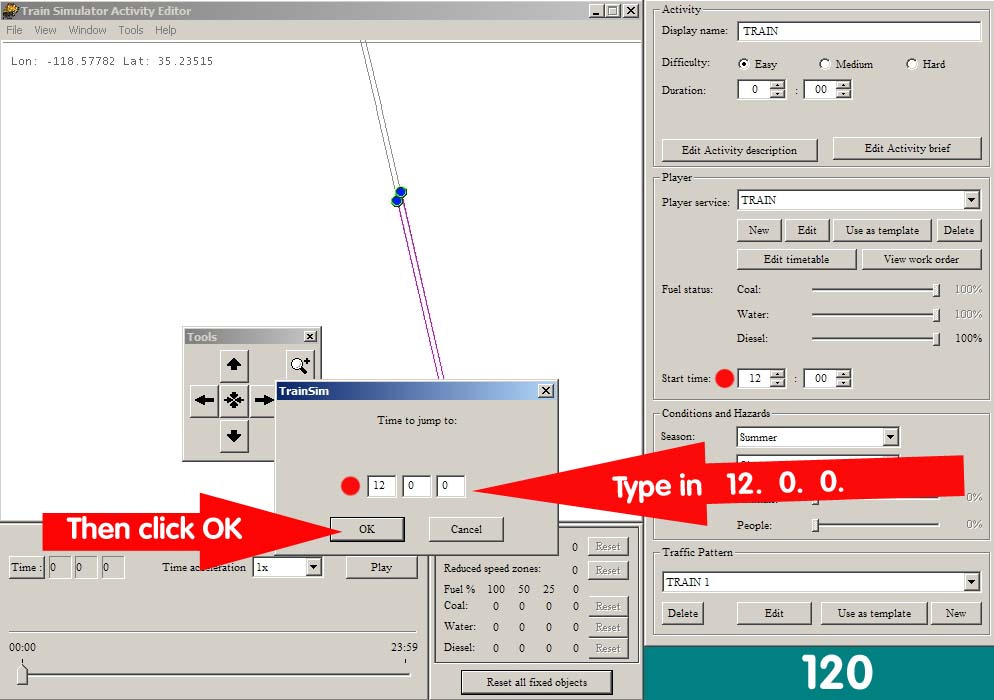 Train Simulator Activity Editor
File View Window Tools Help
Lon: -118.57782 Lat: 35.23515
Tools
TrainSim
Time to jump to:
12 0 0
OK Cancel
Type in 12. 0. 0.
Then click OK
Time : 0 0 0 Time acceleration 1x Play
00:00 23:59
0 Reset
Reduced speed zones: 0 Reset
Fuel % 100 50 25 0
Coal: 0 0 0 0 Reset
Water: 0 0 0 0 Reset
Diesel: 0 0 0 0 Reset
Reset all fixed objects
Activity
Display name: TRAIN
Difficulty: Easy Medium Hard
Duration: 0 : 00
Edit Activity description Edit Activity brief
Player
Player service: TRAIN
New Edit Use as template Delete
Edit timetable View work order
Fuel status: Coal: 100%
Water: 100%
Diesel: 100%
Start time: 12 : 00
Conditions and Hazards
Season: Summer
0%
People: 0%
Traffic Pattern
TRAIN 1
Delete Edit Use as template New
120